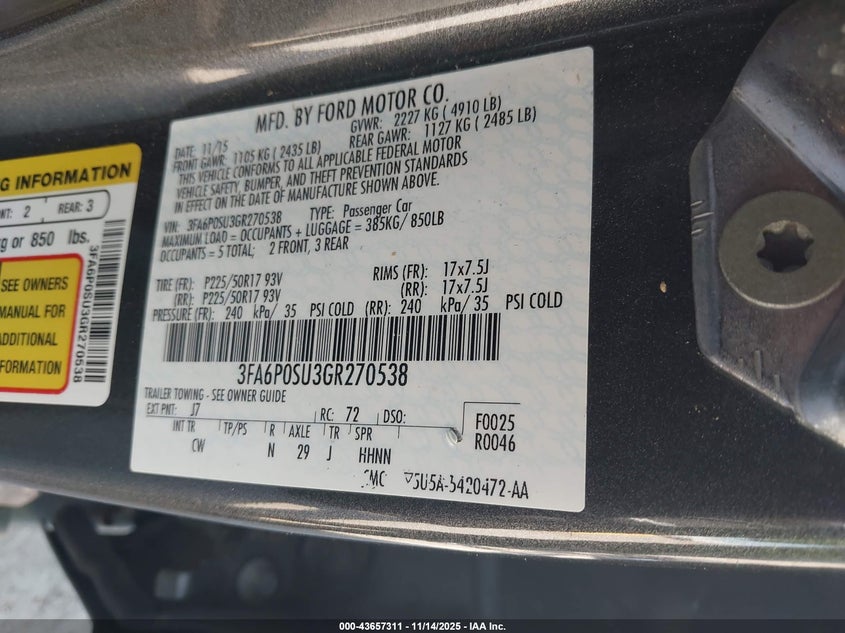 MFD. BY FORD MOTOR CO.
DATE: 11/15 GVWR: 2227 KG ( 4910 LB)
FRONT GAWR: 1105 KG ( 2435 LB) REAR GAWR: 1127 KG ( 2485 LB)
THIS VEHICLE CONFORMS TO ALL APPLICABLE FEDERAL MOTOR
VEHICLE SAFETY, BUMPER, AND THEFT PREVENTION STANDARDS
IN EFFECT ON THE DATE OF MANUFACTURE SHOWN ABOVE.
VIN: 3FA6P0SU3GR270538 TYPE: Passenger Car
MAXIMUM LOAD = OCCUPANTS + LUGGAGE = 385KG/ 850LB
OCCUPANTS = 5 TOTAL; 2 FRONT, 3 REAR
TIRE (FR): P225/50R17 93V RIMS (FR): 17x7.5J
(RR): P225/50R17 93V (RR): 17x7.5J
PRESSURE (FR): 240 kPa/ 35 PSI COLD (RR): 240 kPa/ 35 PSI COLD
3FA6P0SU3GR270538
TRAILER TOWING - SEE OWNER GUIDE
EXT PNT: J7 RC: 72 DSO: F0025
INT TR TP/PS R AXLE TR SPR R0046
CW N 29 J HHNN
5U5A-3420472-AA
G INFORMATION
NT: 2 REAR: 3
kg or 850 lbs.
SEE OWNERS
MANUAL FOR
ADDITIONAL
INFORMATION
3FA6P0SU3GR270538
000-43657311 - 11/14/2025 - IAA Inc.